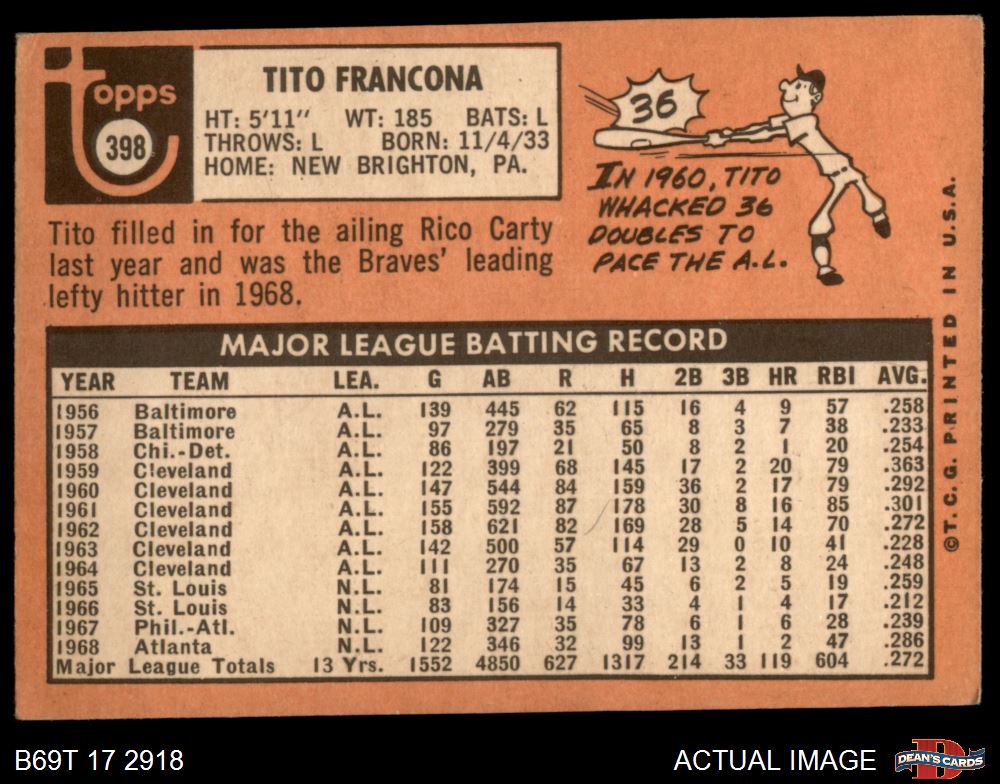 topps
398
TITO FRANCONA
HT: 5'11" WT: 185 BATS: L
THROWS: L BORN: 11/4/33
HOME: NEW BRIGHTON, PA.
36
IN 1960, TITO
WHACKED 36
DOUBLES TO
PACE THE A.L.
Tito filled in for the ailing Rico Carty
last year and was the Braves' leading
lefty hitter in 1968.
MAJOR LEAGUE BATTING RECORD
YEAR TEAM LEA. G AB R H 2B 3B HR RBI AVG.
1956 Baltimore A.L. 139 445 62 115 16 4 9 57 .258
1957 Baltimore A.L. 97 279 35 65 8 3 7 38 .233
1958 Chi.-Det. A.L. 86 197 21 50 8 2 1 20 .254
1959 Cleveland A.L. 122 399 68 145 17 2 20 79 .363
1960 Cleveland A.L. 147 544 84 159 36 2 17 79 .292
1961 Cleveland A.L. 155 592 87 178 30 8 16 85 .301
1962 Cleveland A.L. 158 621 82 169 28 5 14 70 .272
1963 Cleveland A.L. 142 500 57 114 29 0 10 41 .228
1964 Cleveland A.L. 111 270 35 67 13 2 8 24 .248
1965 St. Louis N.L. 81 174 15 45 6 2 5 19 .259
1966 St. Louis N.L. 83 156 14 33 4 1 4 17 .212
1967 Phil.-Atl. N.L. 109 327 35 78 6 1 6 28 .239
1968 Atlanta N.L. 122 346 32 99 13 1 2 47 .286
Major League Totals 13 Yrs. 1552 4850 627 1317 214 33 119 604 .272
©T.C.G. PRINTED IN U.S.A.
B69T 17 2918
ACTUAL IMAGE
DEAN'S CARDS